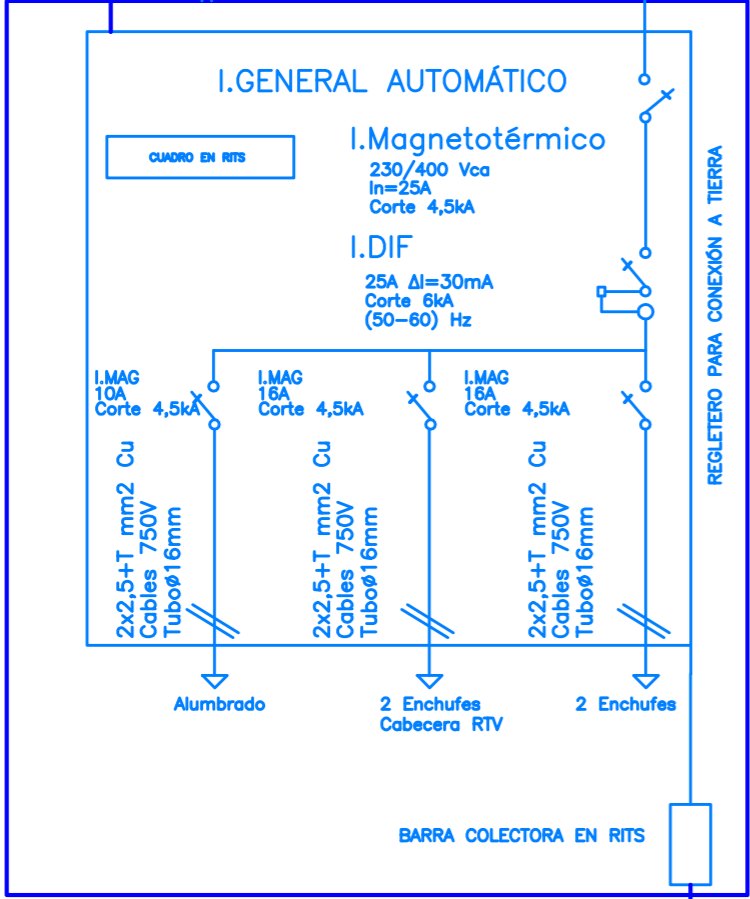 I.GENERAL AUTOMÁTICO
CUADRO EN RITS
I.Magnetotérmico
230/400 Vca
In=25A
Corte 4,5kA
I.DIF
25A ΔI=30mA
Corte 6kA
(50-60) Hz
REGLETERO PARA CONEXIÓN A TIERRA
I.MAG
10A
Corte 4,5kA
I.MAG
16A
Corte 4,5kA
I.MAG
16A
Corte 4,5kA
2x2,5+T mm2 Cu
Cables 750V
Tuboø16mm
2x2,5+T mm2 Cu
Cables 750V
Tuboø16mm
2x2,5+T mm2 Cu
Cables 750V
Tuboø16mm
Alumbrado
2 Enchufes
Cabecera RTV
2 Enchufes
BARRA COLECTORA EN RITS